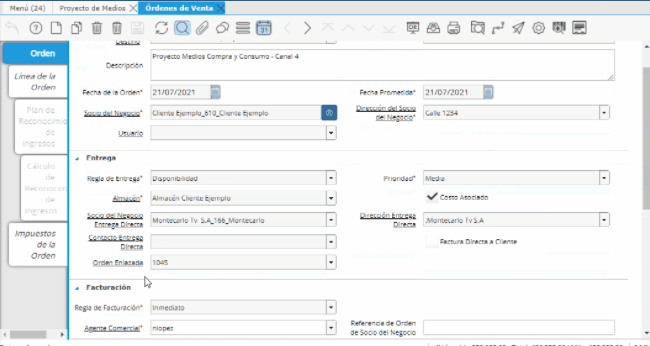 Menú (24) Proyecto de Medios Órdenes de Venta
Orden
Línea de la Orden
Plan de Reconocimie de Ingresos
Cálculo de Reconocimie Ingresos
Impuestos de la Orden
Descripción Proyecto Medios Compra y Consumo - Canal 4
Fecha de la Orden* 21/07/2021 Fecha Prometida* 21/07/2021
Socio del Negocio* Cliente Ejemplo_610_Cliente Ejemplo Dirección del Socio del Negocio* Calle 1234
Usuario
Entrega
Regla de Entrega* Disponibilidad Prioridad* Media
Almacén* Almacén Cliente Ejemplo Costo Asociado
Socio del Negocio Entrega Directa Montecarlo Tv S.A_166_Montecarlo Dirección Entrega Directa .Montecarlo Tv S.A
Contacto Entrega Directa Factura Directa a Cliente
Orden Enlazada 1045
Facturación
Regla de Facturación* Inmediato
Agente Comercial* nlopez Referencia de Orden de Socio del Negocio